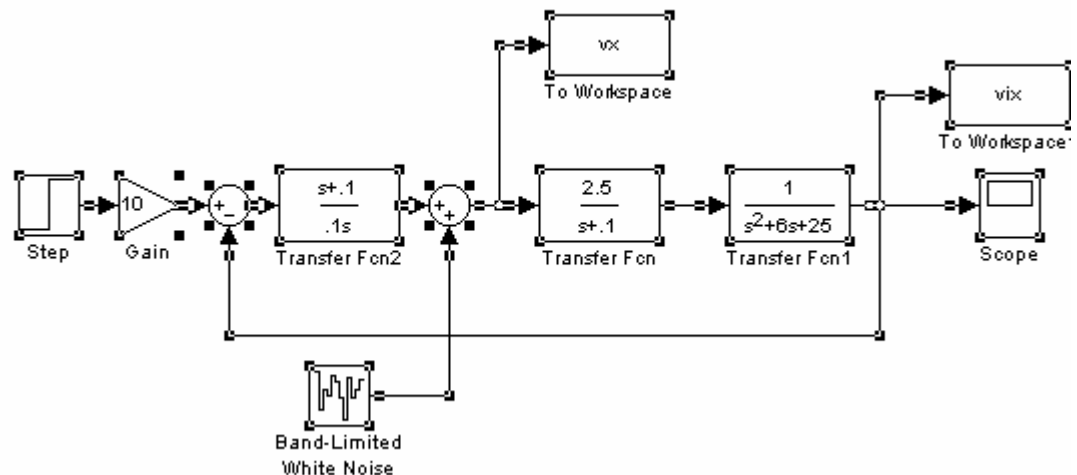 vx
To Workspace
vix
To Workspace1
Step
10
Gain
+
−
s+.1
.1s
Transfer Fcn2
+
+
2.5
s+.1
Transfer Fcn
1
s²+6s+25
Transfer Fcn1
Scope
Band-Limited
White Noise